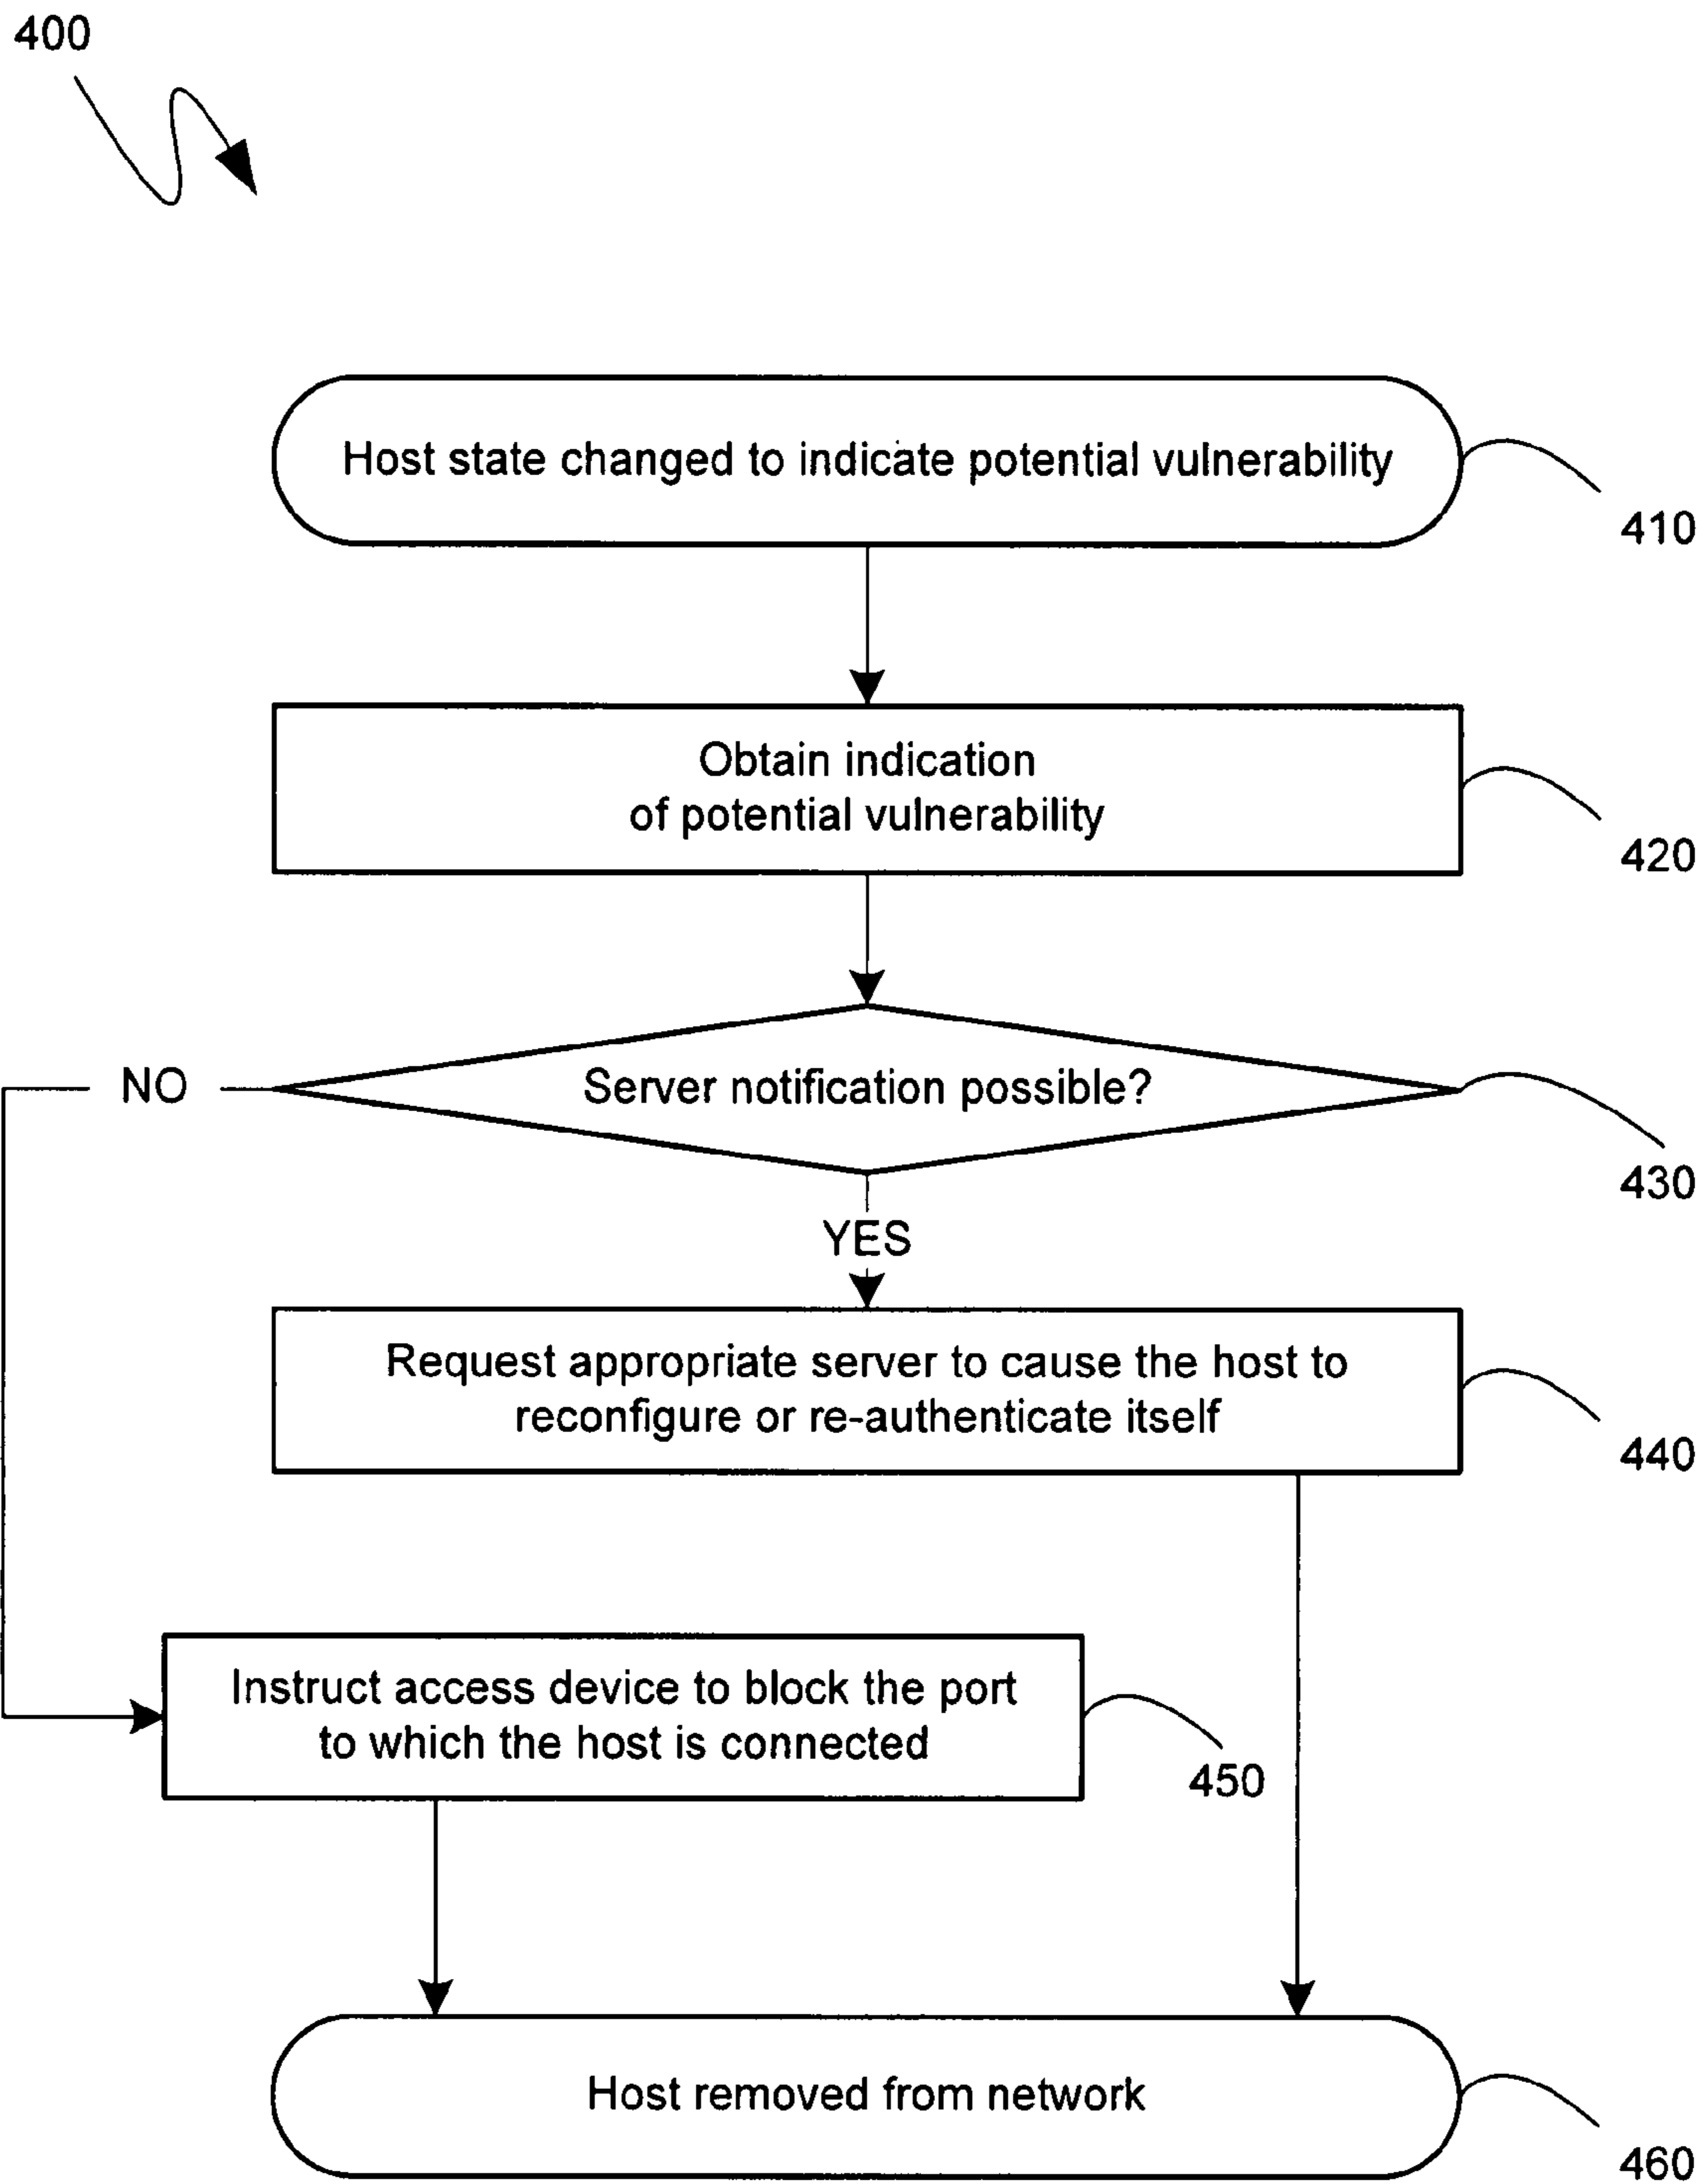 400
Host state changed to indicate potential vulnerability
410
Obtain indication
of potential vulnerability
420
NO
Server notification possible?
430
YES
Request appropriate server to cause the host to
reconfigure or re-authenticate itself
440
Instruct access device to block the port
to which the host is connected
450
Host removed from network
460